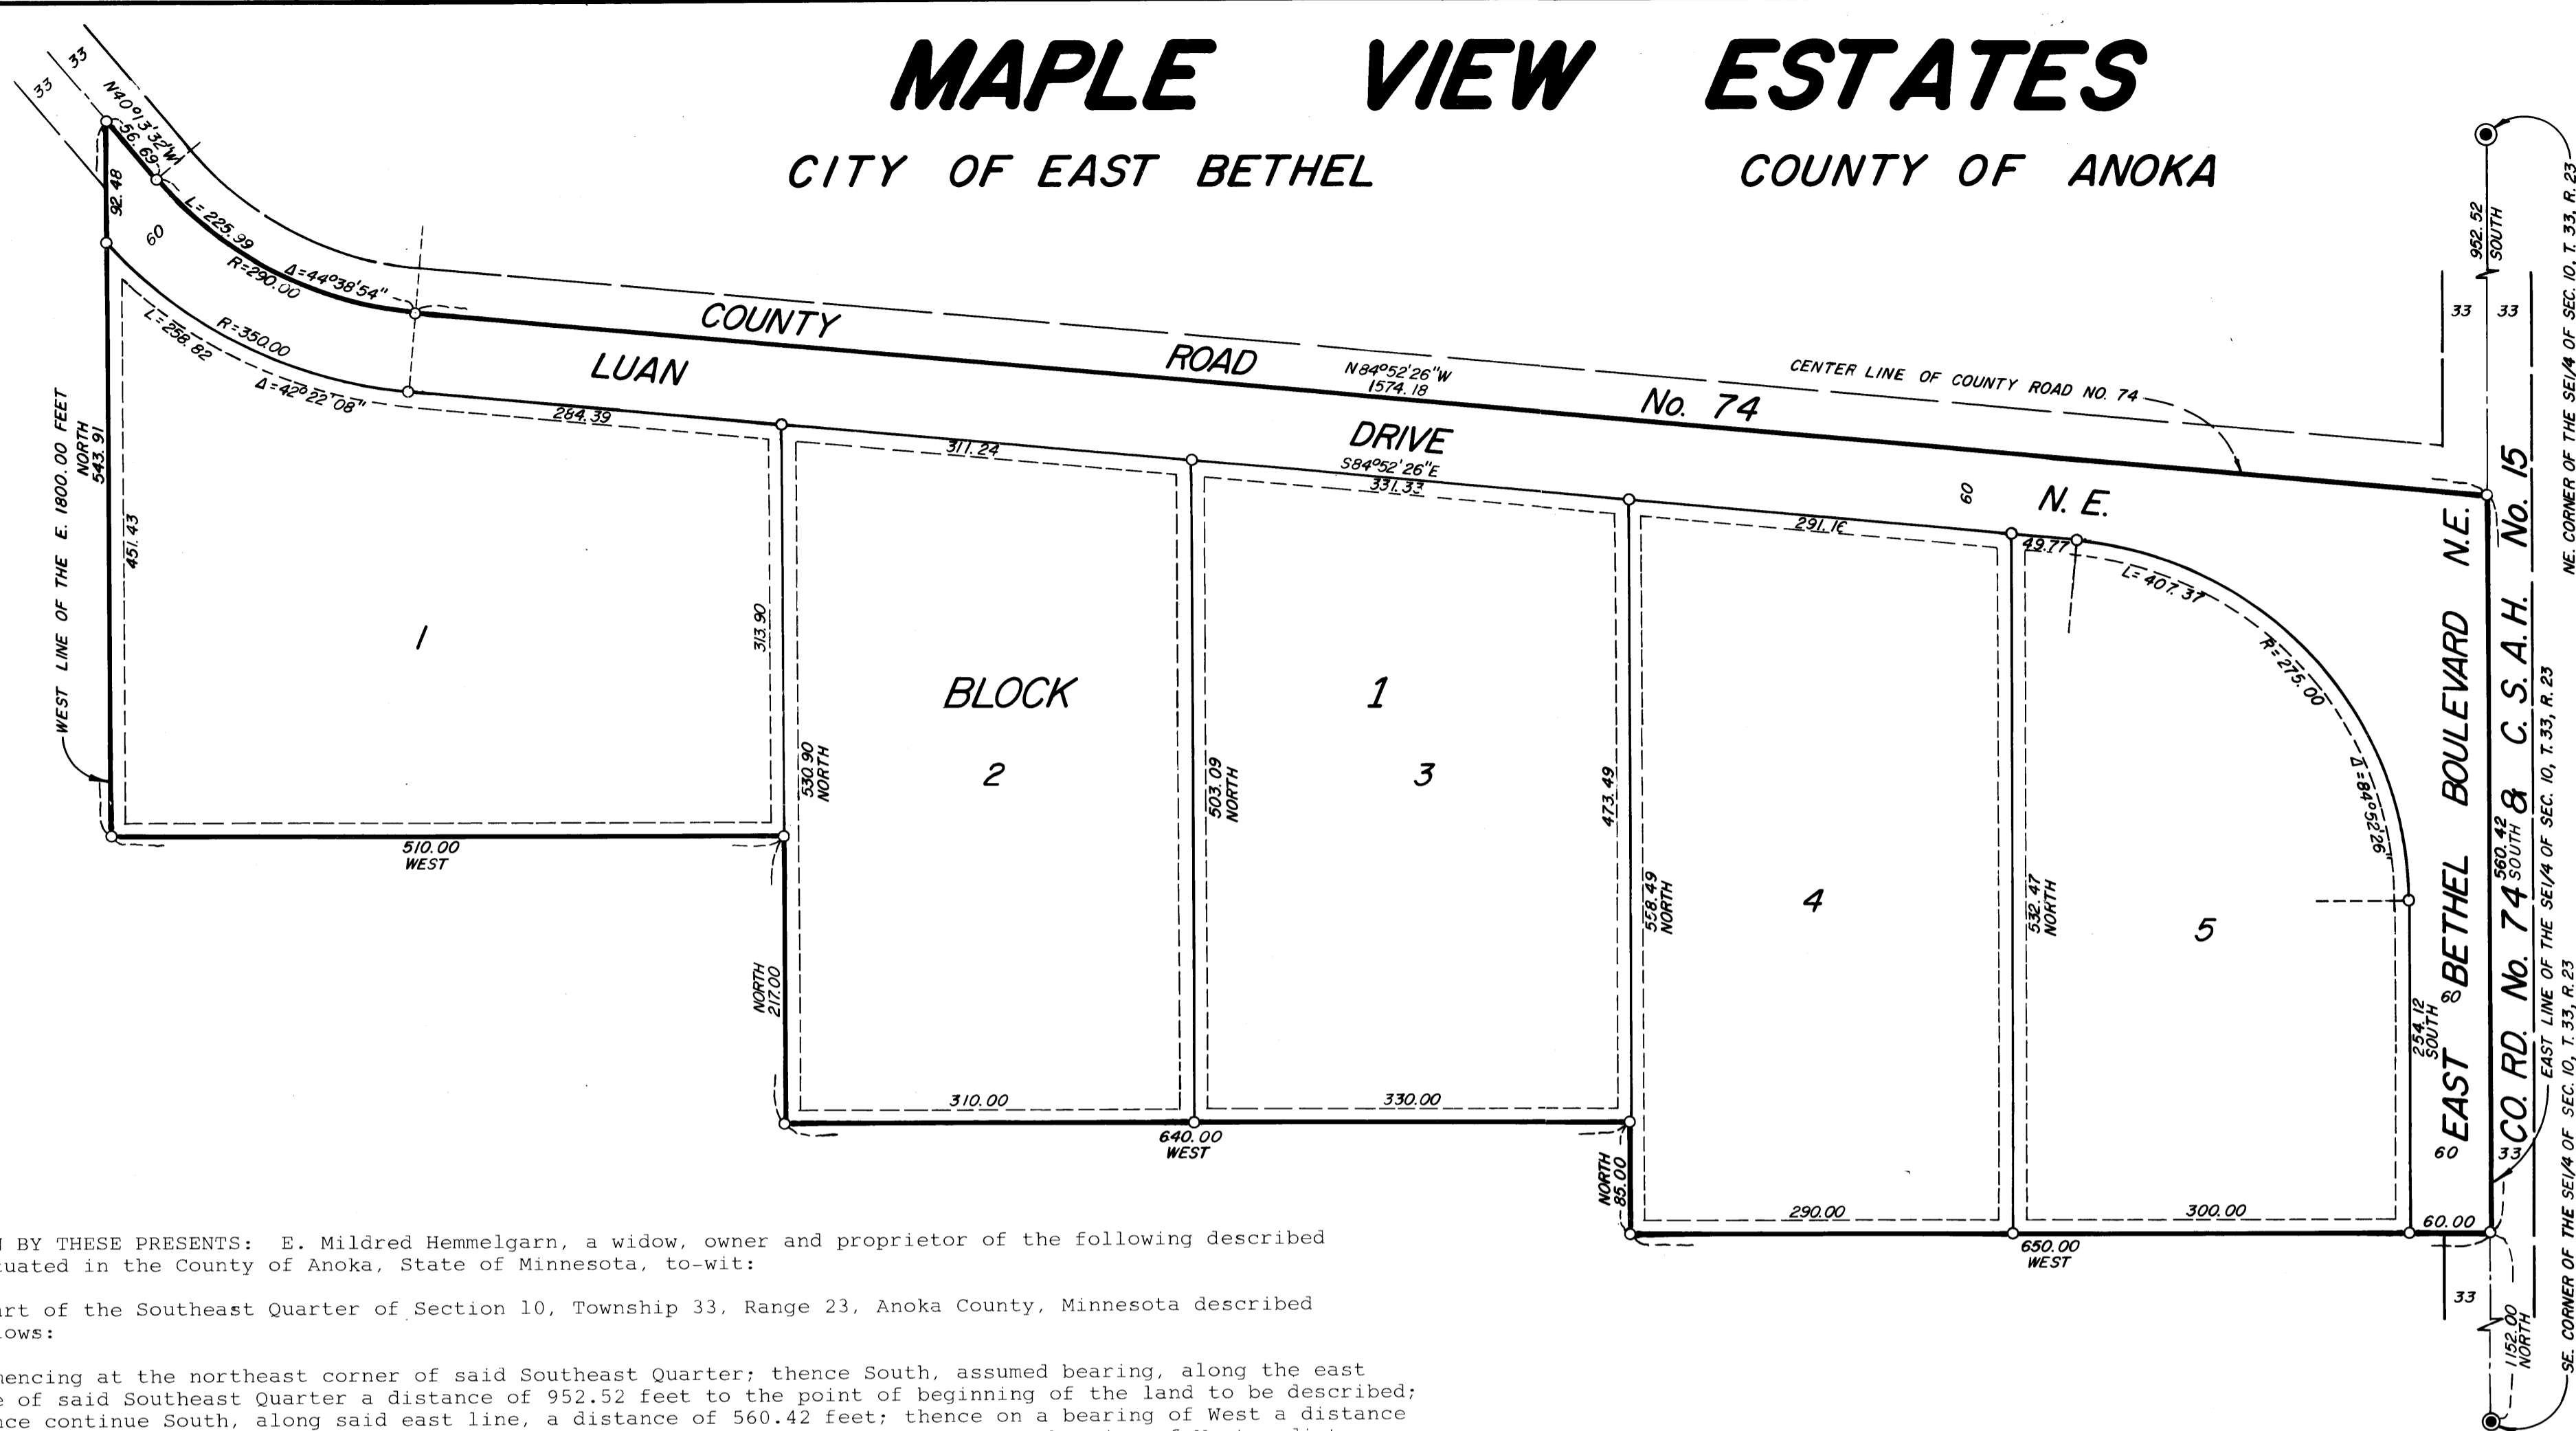 MAPLE VIEW ESTATES
CITY OF EAST BETHEL
COUNTY OF ANOKA
33
33
N40°13'32"W
56.69
92.48
60
L=225.99
R=290.00
Δ=44°38'54"
R=350.00
L=258.82
Δ=42°22'08"
284.39
COUNTY
ROAD
No. 74
N84°52'26"W
1574.18
CENTER LINE OF COUNTY ROAD NO. 74
LUAN
DRIVE
N.E.
S84°52'26"E
311.24
331.33
291.16
60
49.77
L=407.37
R=275.00
Δ=84°52'26"
952.52
SOUTH
33
33
NE. CORNER OF THE SE1/4 OF SEC. 10, T. 33, R. 23
WEST LINE OF THE E. 1800.00 FEET
NORTH
543.91
451.43
1
313.90
510.00
WEST
BLOCK
1
2
530.90
NORTH
503.09
NORTH
3
473.49
558.49
NORTH
4
532.47
NORTH
5
NORTH
217.00
310.00
330.00
640.00
WEST
NORTH
85.00
290.00
300.00
650.00
WEST
254.12
SOUTH
60
60
33
60.00
33
EAST BETHEL BOULEVARD N.E.
CO. RD. No. 74 & C. S. A. H. No. 15
560.42
SOUTH
EAST LINE OF THE SE1/4 OF SEC. 10, T. 33, R. 23
SE. CORNER OF THE SE1/4 OF SEC. 10, T. 33, R. 23
1152.00
NORTH
BY THESE PRESENTS: E. Mildred Hemmelgarn, a widow, owner and proprietor of the following described
in the County of Anoka, State of Minnesota, to-wit:
of the Southeast Quarter of Section 10, Township 33, Range 23, Anoka County, Minnesota described
at the northeast corner of said Southeast Quarter; thence South, assumed bearing, along the east
of said Southeast Quarter a distance of 952.52 feet to the point of beginning of the land to be described;
continue South, along said east line, a distance of 560.42 feet; thence on a bearing of West a distance